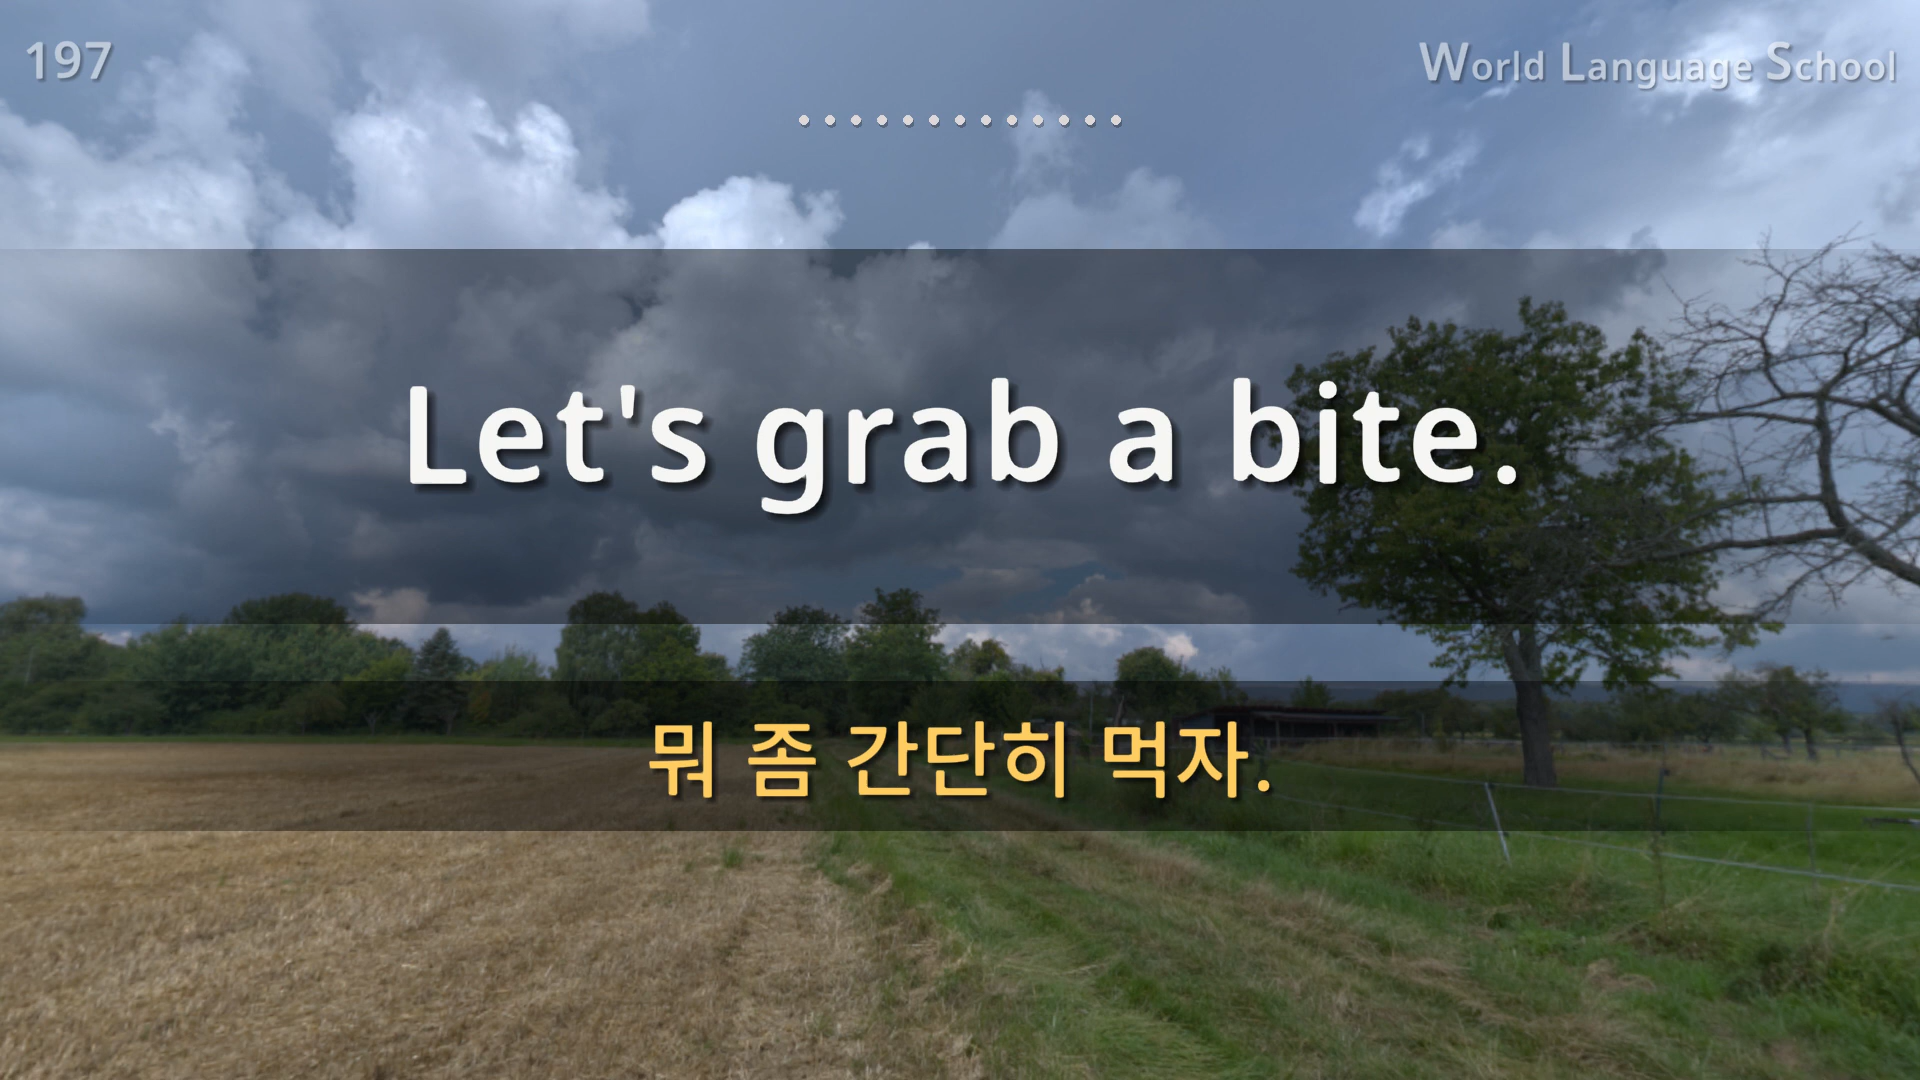 197
World Language School
Let's grab a bite.
뭐 좀 간단히 먹자.